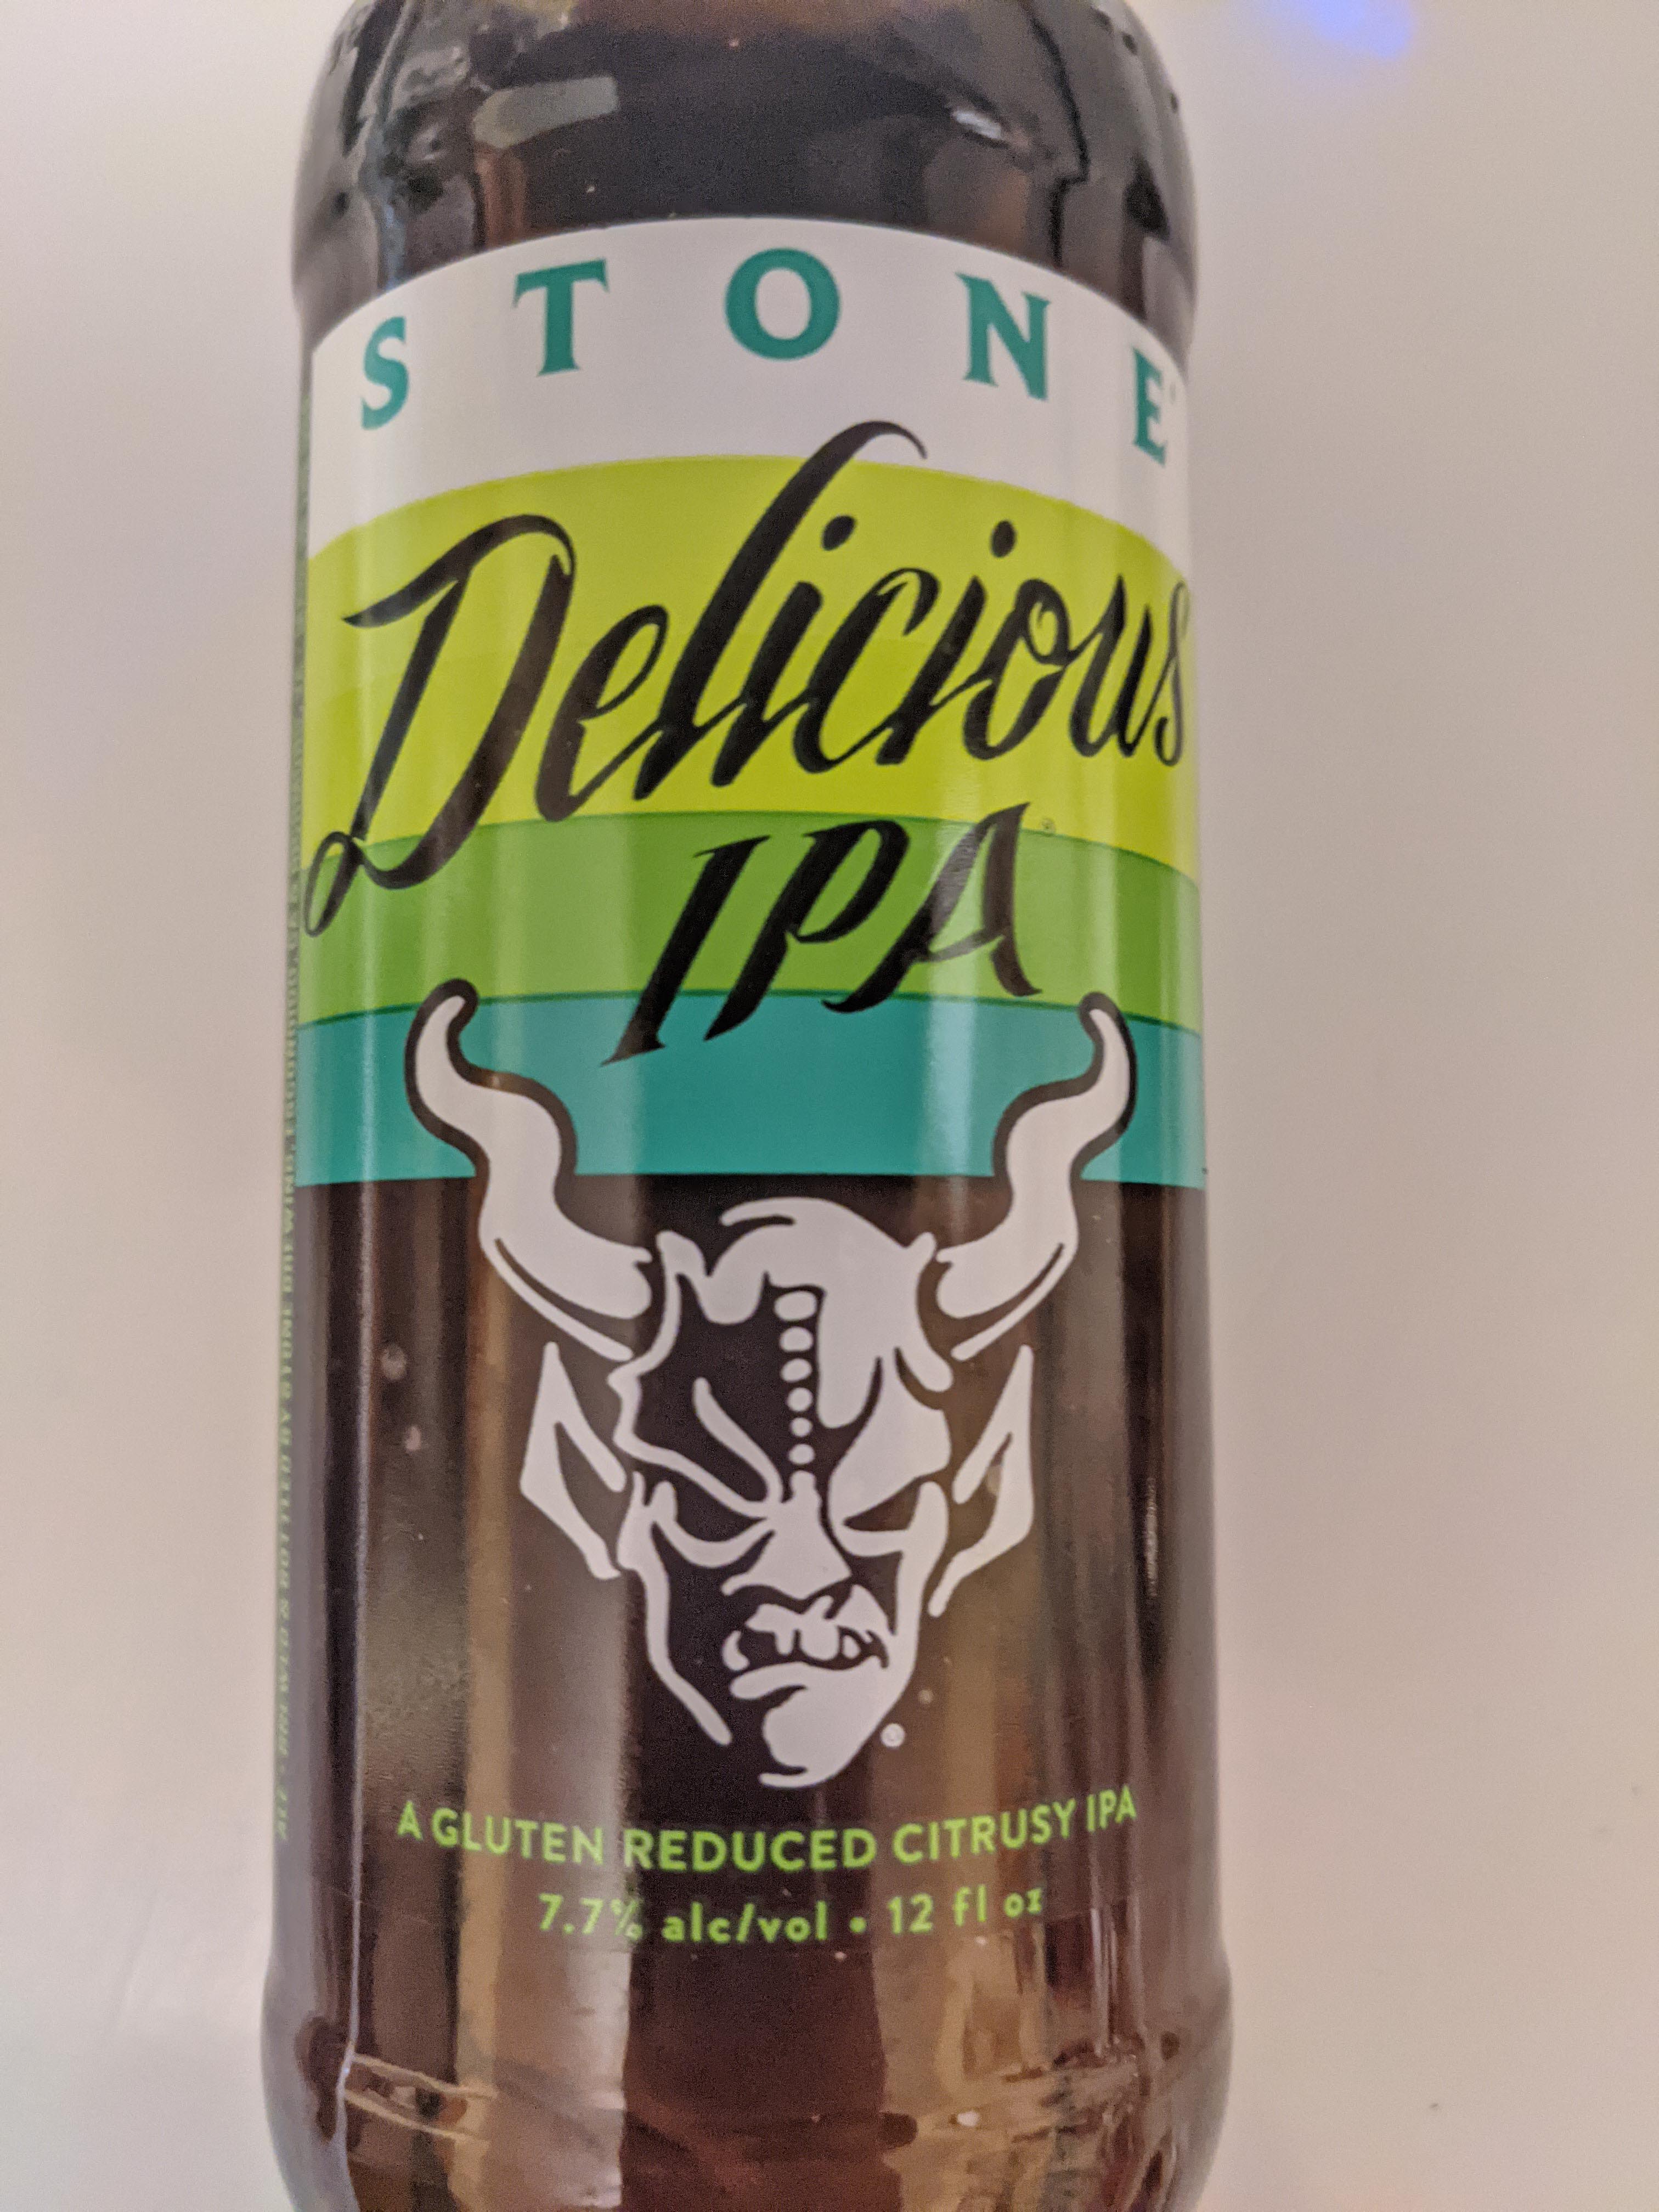 STONE
Delicious
IPA
A GLUTEN REDUCED CITRUSY IPA
7.7% alc/vol • 12 fl oz